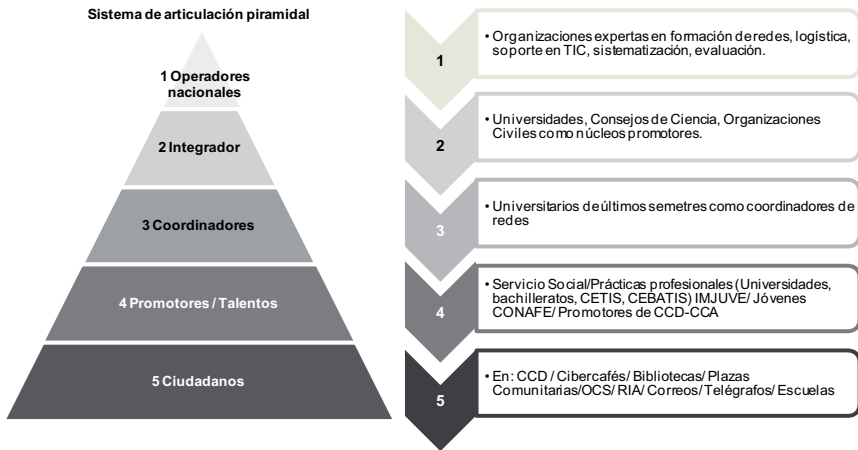 Sistema de articulación piramidal
1 Operadores
nacionales
2 Integrador
3 Coordinadores
4 Promotores / Talentos
5 Ciudadanos
1
• Organizaciones expertas en formación de redes, logística,
soporte en TIC, sistematización, evaluación.
2
• Universidades, Consejos de Ciencia, Organizaciones
Civiles como núcleos promotores.
3
• Universitarios de últimos semetres como coordinadores de
redes
4
• Servicio Social/Prácticas profesionales (Universidades,
bachilleratos, CETIS, CEBATIS) IMJUVE/ Jóvenes
CONAFE/ Promotores de CCD-CCA
5
• En: CCD / Cibercafés/ Bibliotecas/ Plazas
Comunitarias/OCS/ RIA/ Correos/ Telégrafos/ Escuelas